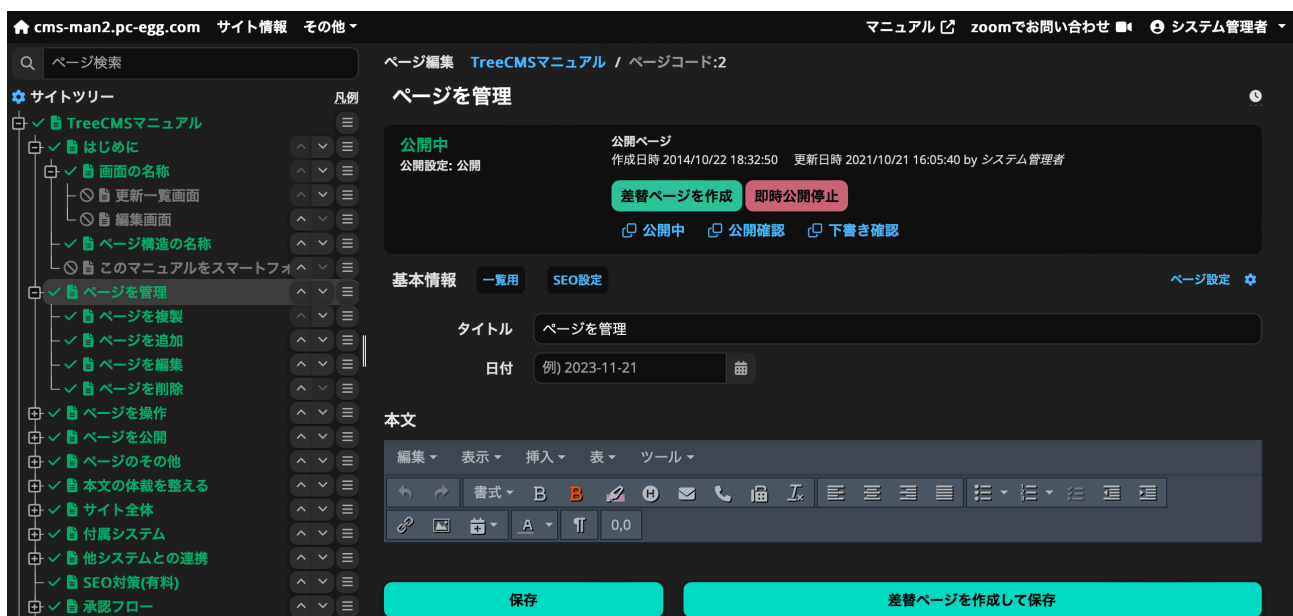 cms-man2.pc-egg.com サイト情報 その他 マニュアル zoomでお問い合わせ システム管理者
ページ検索
サイトツリー 凡例
TreeCMSマニュアル
はじめに
画面の名称
更新一覧画面
編集画面
ページ構造の名称
このマニュアルをスマートフォ
ページを管理
ページを複製
ページを追加
ページを編集
ページを削除
ページを操作
ページを公開
ページのその他
本文の体裁を整える
サイト全体
付属システム
他システムとの連携
SEO対策(有料)
承認フロー
ページ編集 TreeCMSマニュアル / ページコード:2
ページを管理
公開中
公開設定: 公開
公開ページ
作成日時 2014/10/22 18:32:50 更新日時 2021/10/21 16:05:40 by システム管理者
差替ページを作成 即時公開停止
公開中 公開確認 下書き確認
基本情報 一覧用 SEO設定 ページ設定
タイトル ページを管理
日付 例) 2023-11-21
本文
編集 表示 挿入 表 ツール
書式 B B H
A ¶ 0,0
保存 差替ページを作成して保存